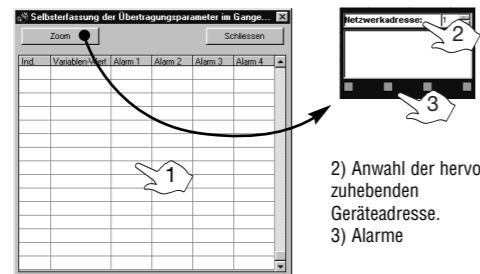 Selbsterfassung der Übertragungsparameter im Gange...
Zoom
Schliessen
Ind. Variablen-Wert Alarm 1 Alarm 2 Alarm 3 Alarm 4
1
Netzwerkadresse: 1
2
3
2) Anwahl der hervo
zuhebenden
Geräteadresse.
3) Alarme